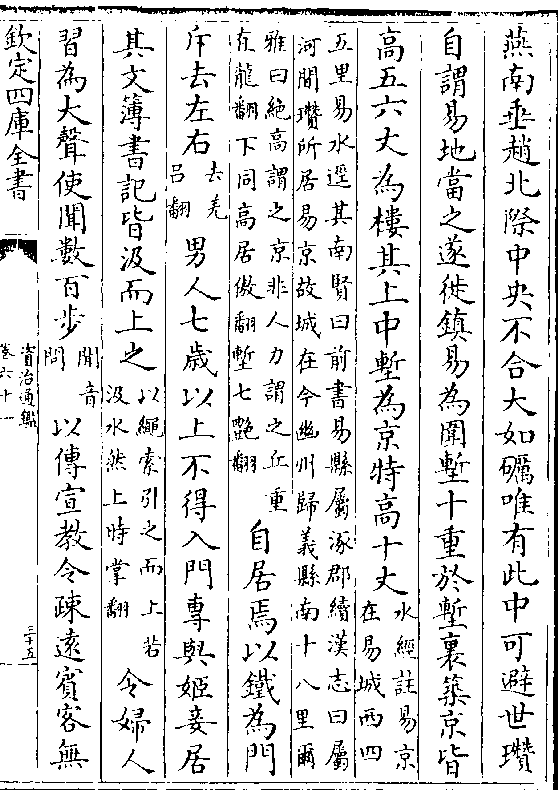 燕南垂趙北際中央不合大如礪唯有此中可避世瓚
自謂易地當之遂徙鎮易為圍塹十重於塹裏築京皆
高五六丈為樓其上中塹為京特高十丈
水經註易京
在易城西四
五里易水逕其南賢曰前書易縣屬涿郡續漢志曰屬
河間瓚所居易京故城在今幽州歸義縣南十八里爾
雅曰絶高謂之京非人力謂之丘重
直龍翻下同高居傲翻塹七艷翻
自居焉以鐵為門
斥去左右
去羌
呂翻
男人七歳以上不得入門專與姬妾居
其文簿書記皆汲而上之
以繩索引之而上若
汲水然上時掌翻
令婦人
習為大聲使聞數百步
聞音
問
以傳宣教令疎遠賓客無
欽定四庫全書
資治通鑑
卷六十一
三十五